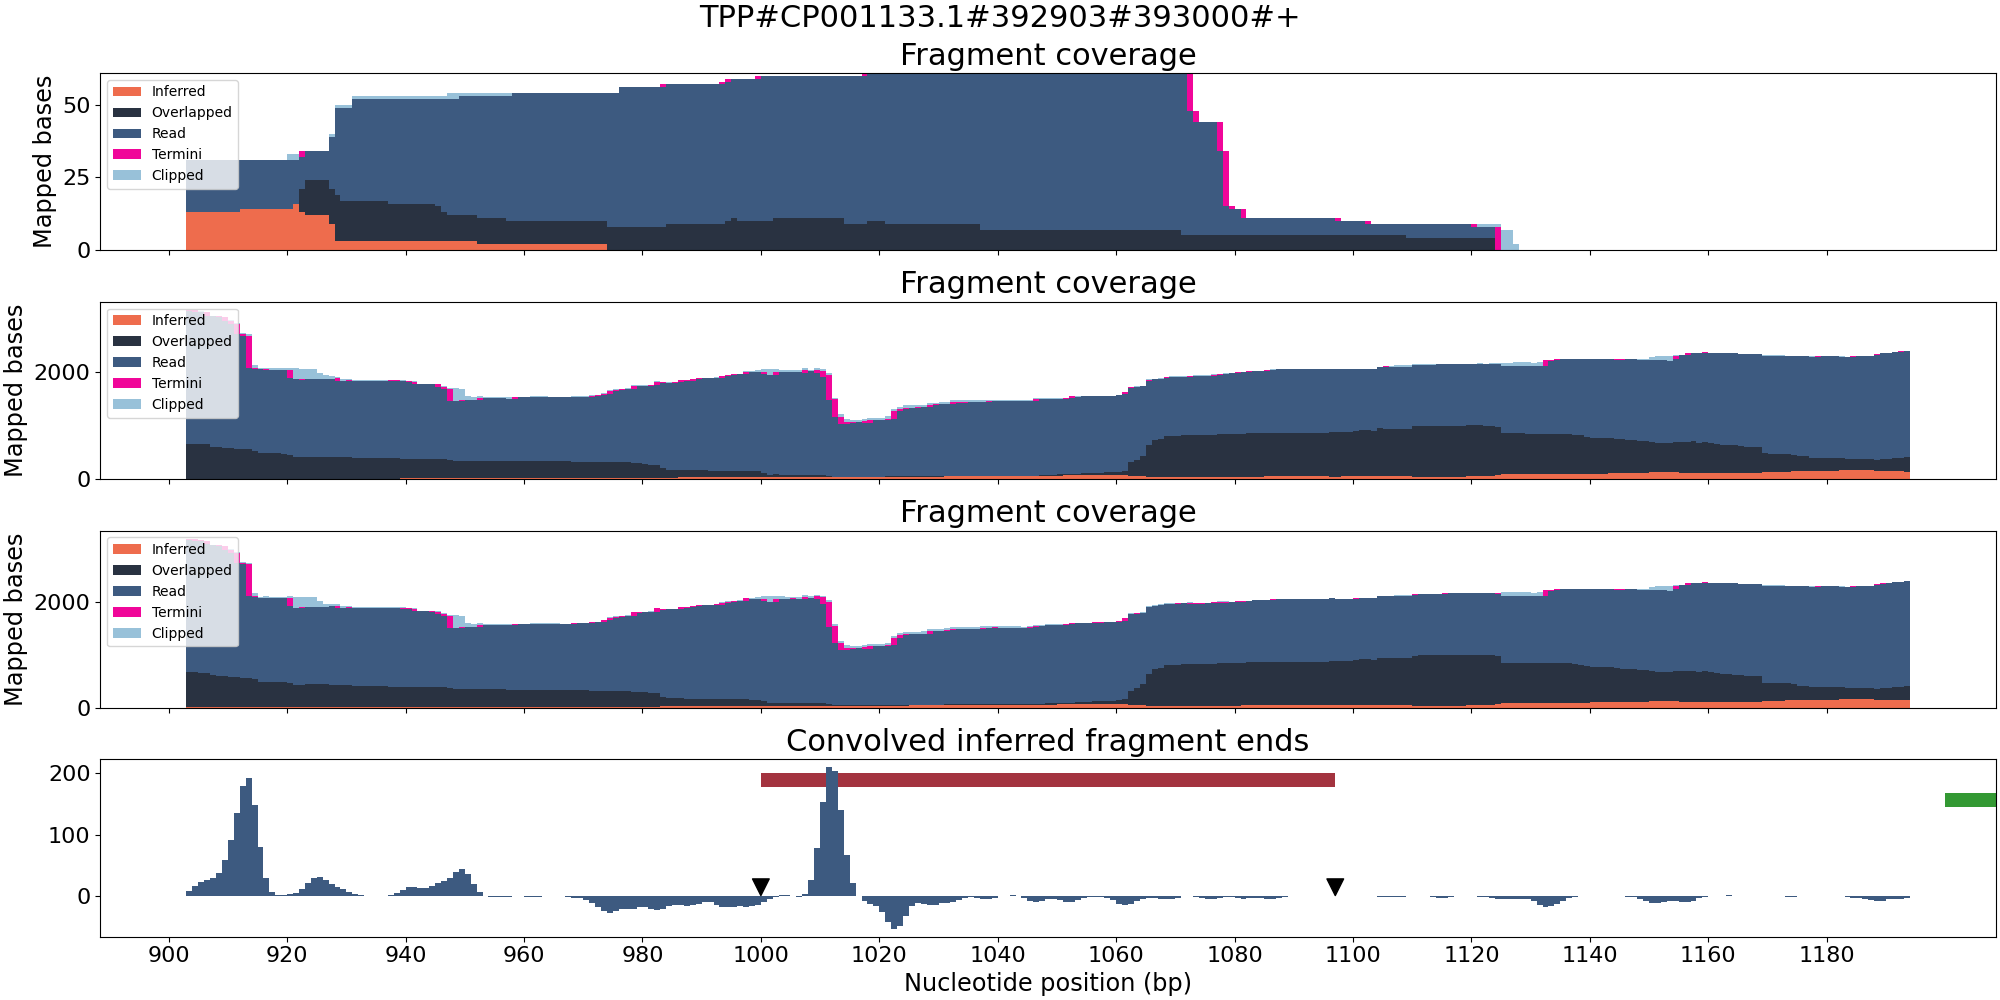 TPP#CP001133.1#392903#393000#+
Fragment coverage
Mapped bases
50
25
0
Inferred
Overlapped
Read
Termini
Clipped
Fragment coverage
Mapped bases
2000
0
Inferred
Overlapped
Read
Termini
Clipped
Fragment coverage
Mapped bases
2000
0
Inferred
Overlapped
Read
Termini
Clipped
Convolved inferred fragment ends
200
100
0
900 920 940 960 980 1000 1020 1040 1060 1080 1100 1120 1140 1160 1180
Nucleotide position (bp)